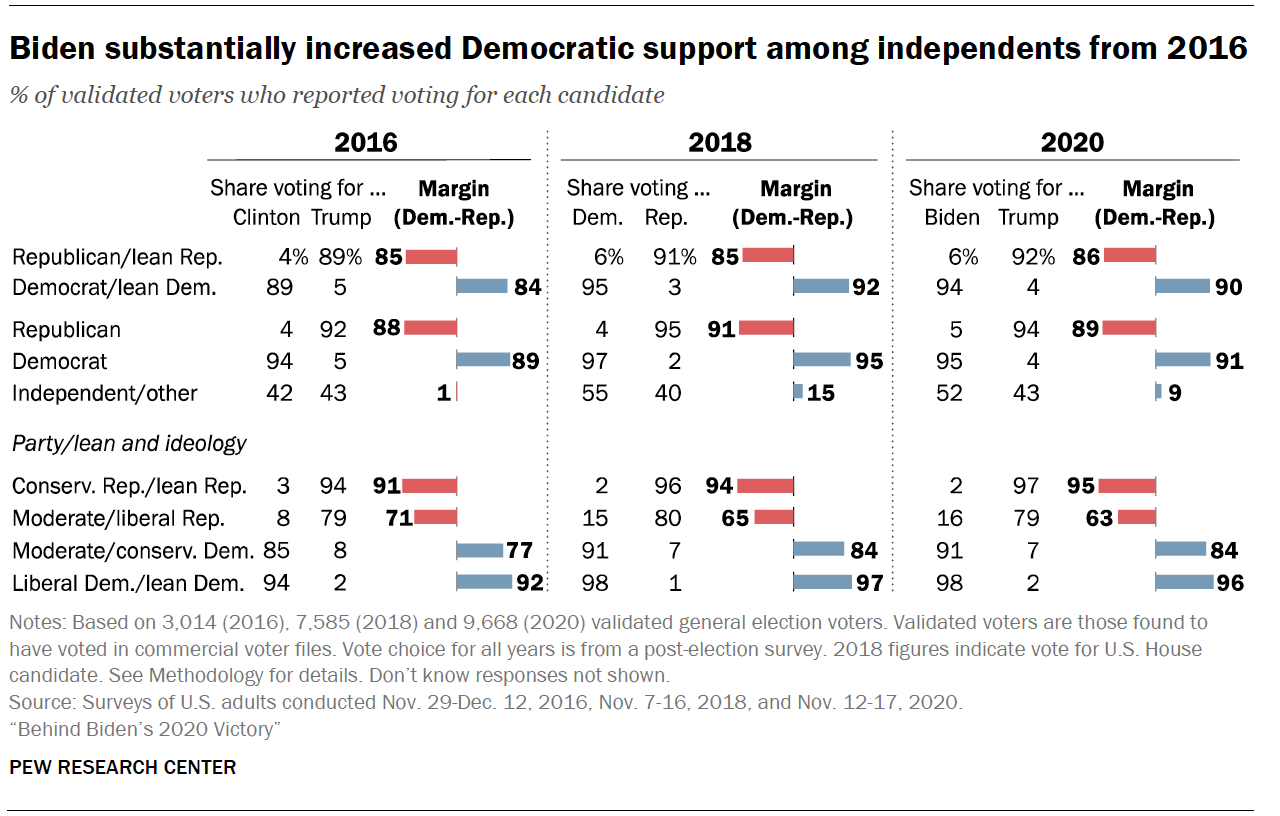 Biden substantially increased Democratic support among independents from 2016
% of validated voters who reported voting for each candidate
2016 2018 2020
Share voting for ... Margin Share voting ... Margin Share voting for ... Margin
Clinton Trump (Dem.-Rep.) Dem. Rep. (Dem.-Rep.) Biden Trump (Dem.-Rep.)
Republican/lean Rep. 4% 89% 85 6% 91% 85 6% 92% 86
Democrat/lean Dem. 89 5 84 95 3 92 94 4 90
Republican 4 92 88 4 95 91 5 94 89
Democrat 94 5 89 97 2 95 95 4 91
Independent/other 42 43 1 55 40 15 52 43 9
Party/lean and ideology
Conserv. Rep./lean Rep. 3 94 91 2 96 94 2 97 95
Moderate/liberal Rep. 8 79 71 15 80 65 16 79 63
Moderate/conserv. Dem. 85 8 77 91 7 84 91 7 84
Liberal Dem./lean Dem. 94 2 92 98 1 97 98 2 96
Notes: Based on 3,014 (2016), 7,585 (2018) and 9,668 (2020) validated general election voters. Validated voters are those found to
have voted in commercial voter files. Vote choice for all years is from a post-election survey. 2018 figures indicate vote for U.S. House
candidate. See Methodology for details. Don’t know responses not shown.
Source: Surveys of U.S. adults conducted Nov. 29-Dec. 12, 2016, Nov. 7-16, 2018, and Nov. 12-17, 2020.
“Behind Biden’s 2020 Victory”
PEW RESEARCH CENTER